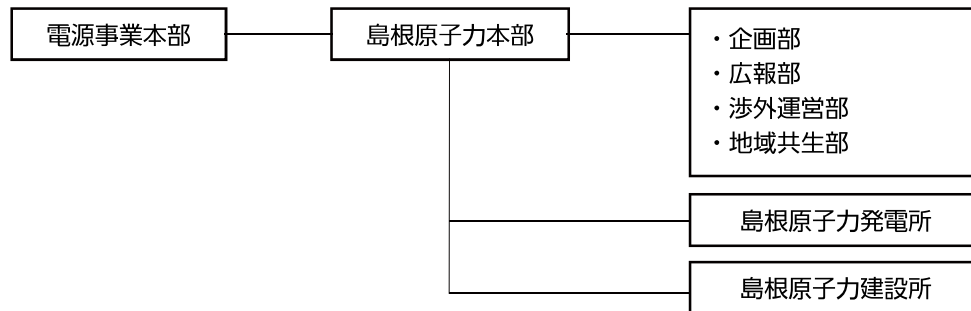 電源事業本部
島根原子力本部
・企画部
・広報部
・渉外運営部
・地域共生部
島根原子力発電所
島根原子力建設所